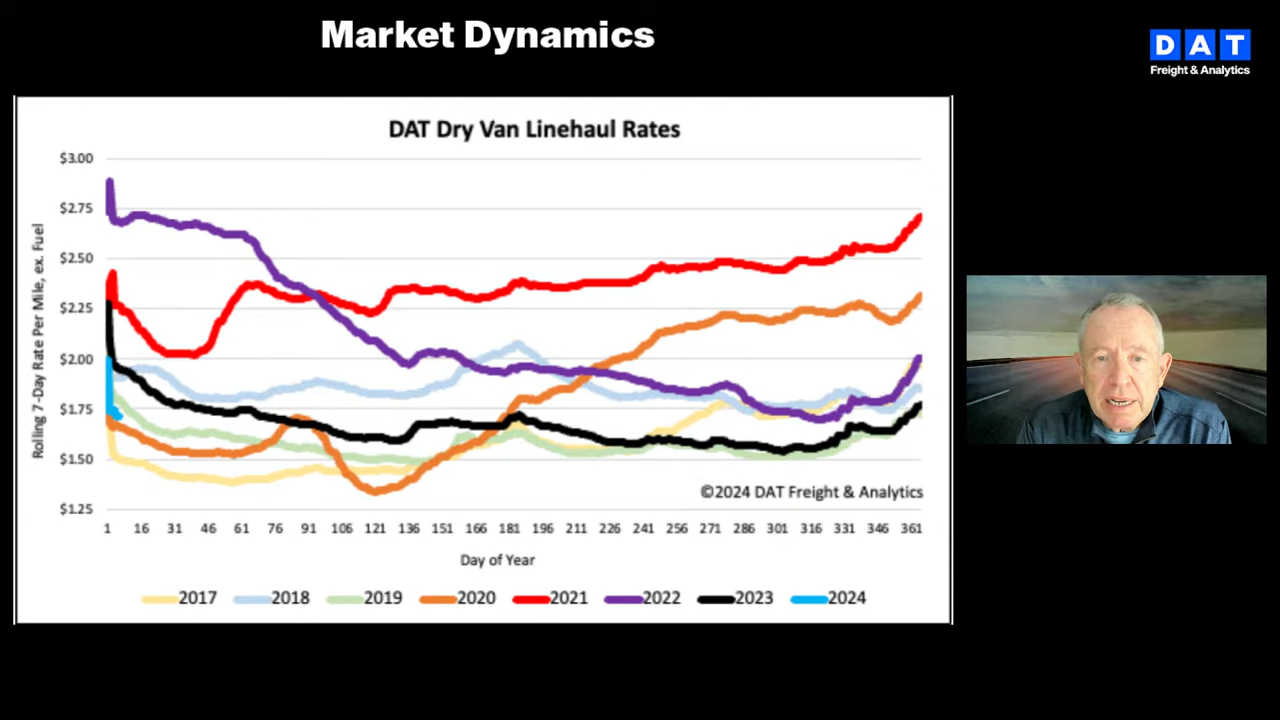 Market Dynamics
DAT
Freight & Analytics
DAT Dry Van Linehaul Rates
Rolling 7-Day Rate Per Mile, ex. Fuel
$3.00
$2.75
$2.50
$2.25
$2.00
$1.75
$1.50
$1.25
©2024 DAT Freight & Analytics
1 16 31 46 61 76 91 106 121 136 151 166 181 196 211 226 241 256 271 286 301 316 331 346 361
Day of Year
2017 2018 2019 2020 2021 2022 2023 2024